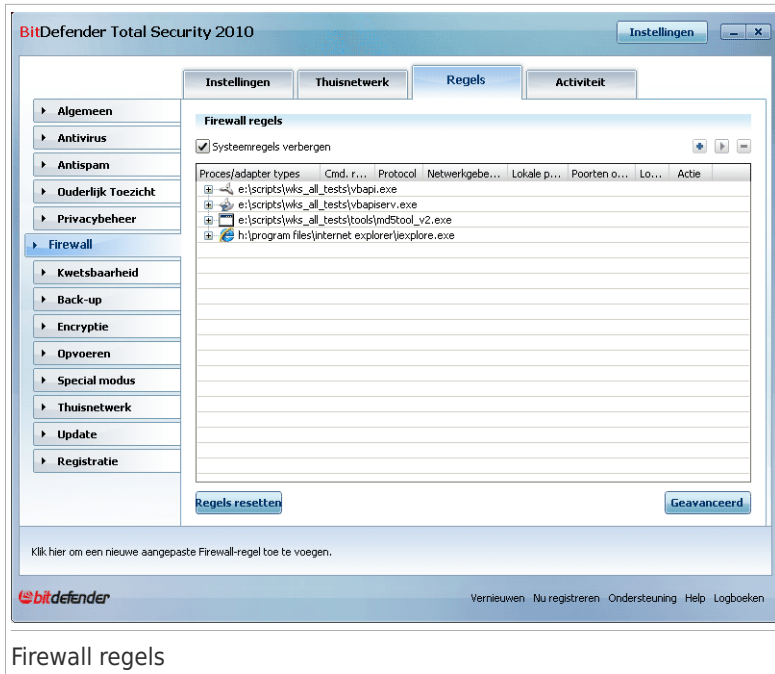 BitDefender Total Security 2010
Instellingen
Instellingen Thuisnetwerk Regels Activiteit
Algemeen
Antivirus
Antispam
Ouderlijk Toezicht
Privacybeheer
Firewall
Kwetsbaarheid
Back-up
Encryptie
Opvoeren
Special modus
Thuisnetwerk
Update
Registratie
Firewall regels
Systeemregels verbergen
Proces/adapter types Cmd. r... Protocol Netwerkgebe... Lokale p... Poorten o... Lo... Actie
e:\scripts\wks_all_tests\vbapi.exe
e:\scripts\wks_all_tests\vbapiserv.exe
e:\scripts\wks_all_tests\tools\md5tool_v2.exe
h:\program files\internet explorer\iexplore.exe
Regels resetten Geavanceerd
Klik hier om een nieuwe aangepaste Firewall-regel toe te voegen.
bitdefender
Vernieuwen Nu registreren Ondersteuning Help Logboeken
Firewall regels